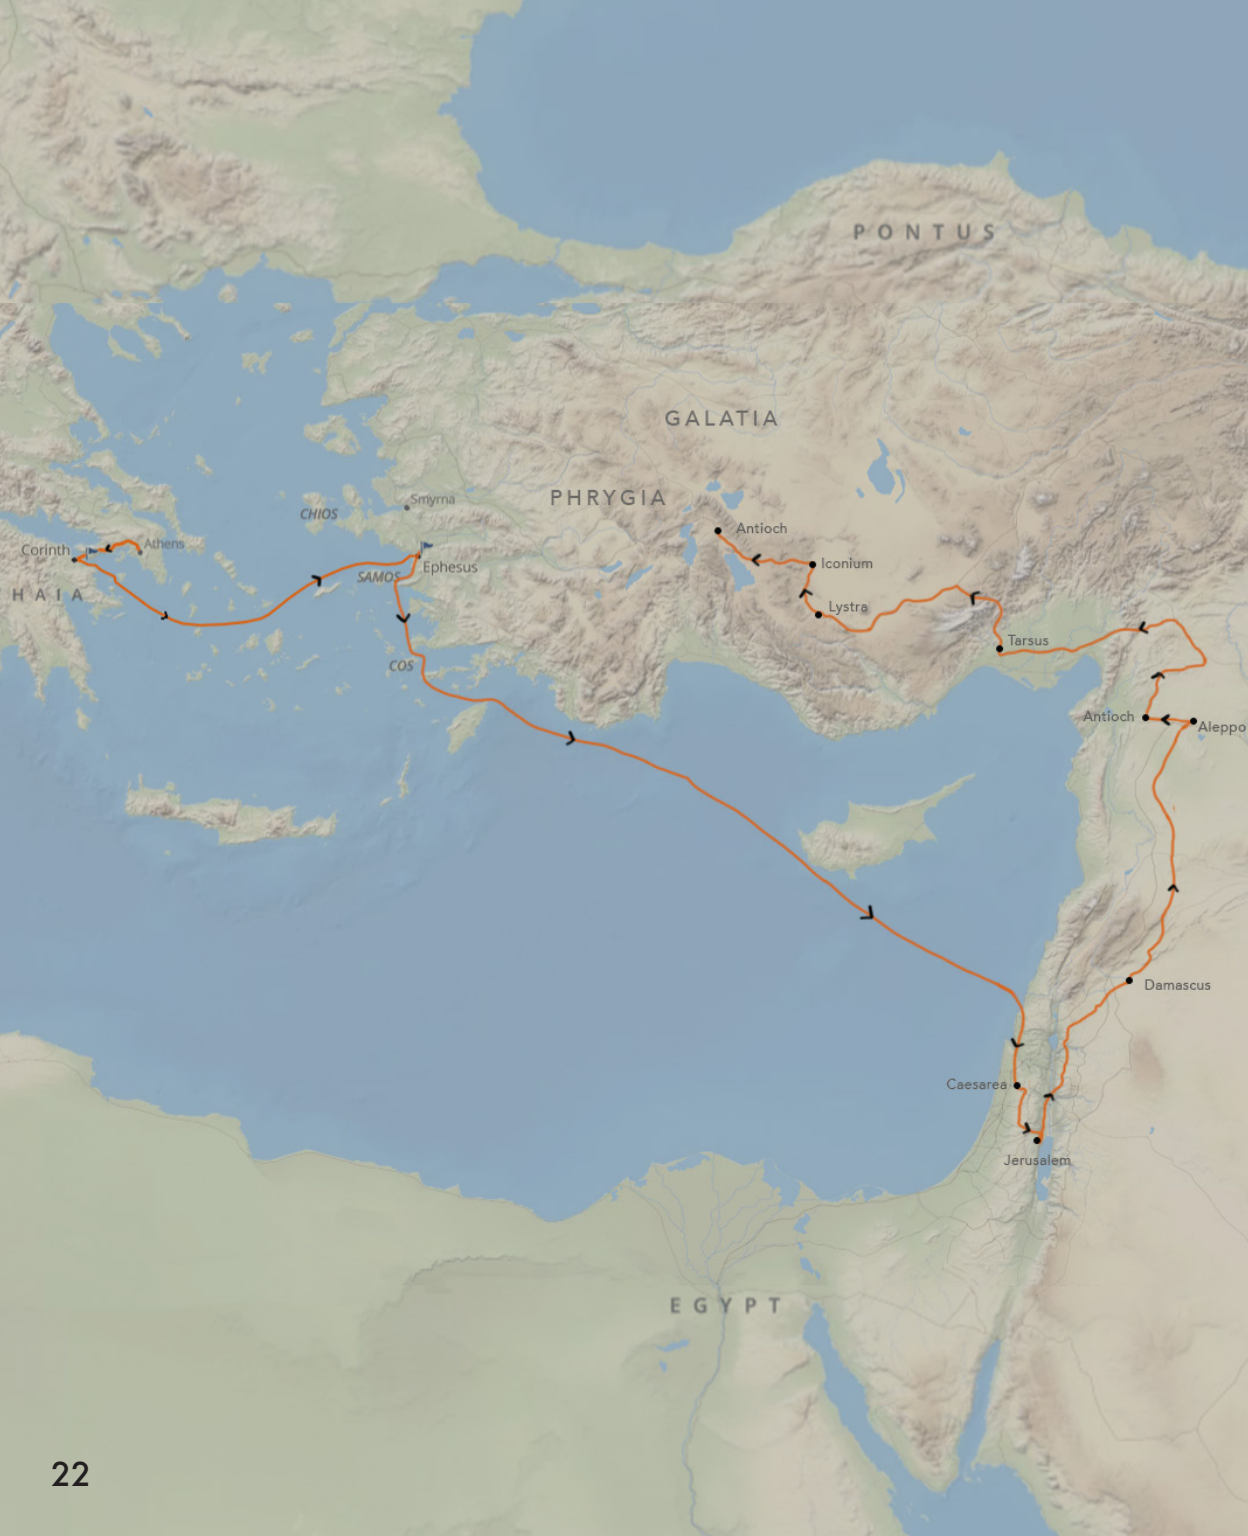 PONTUS
GALATIA
PHRYGIA
Smyrna
CHIOS
Antioch
Athens
Corinth
Iconium
Ephesus
SAMOS
HAIA
Lystra
Tarsus
COS
Antioch
Aleppo
Damascus
Caesarea
Jerusalem
EGYPT
22